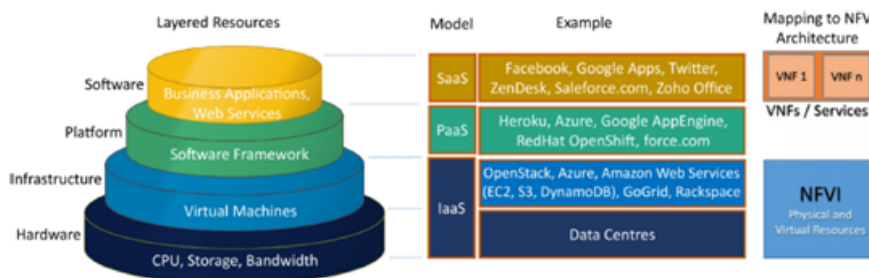 Layered Resources
Software
Business Applications,
Web Services
Platform
Software Framework
Infrastructure
Virtual Machines
Hardware
CPU, Storage, Bandwidth
Model
Example
SaaS
Facebook, Google Apps, Twitter,
ZenDesk, Saleforce.com, Zoho Office
PaaS
Heroku, Azure, Google AppEngine,
RedHat OpenShift, force.com
IaaS
OpenStack, Azure, Amazon Web Services
(EC2, S3, DynamoDB), GoGrid, Rackspace
Data Centres
Mapping to NFV
Architecture
VNF 1
VNF n
VNFs / Services
NFVI
Physical and
Virtual Resources